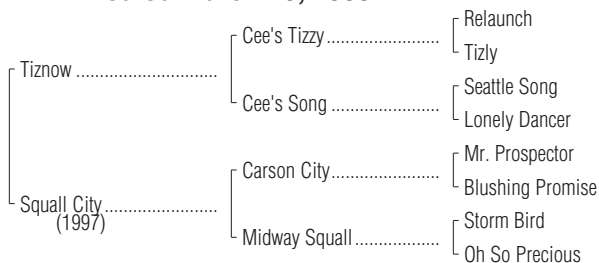 Relaunch
Cee's Tizzy
Tizly
Tiznow
Seattle Song
Cee's Song
Lonely Dancer
Mr. Prospector
Carson City
Blushing Promise
Squall City
(1997)
Storm Bird
Midway Squall
Oh So Precious